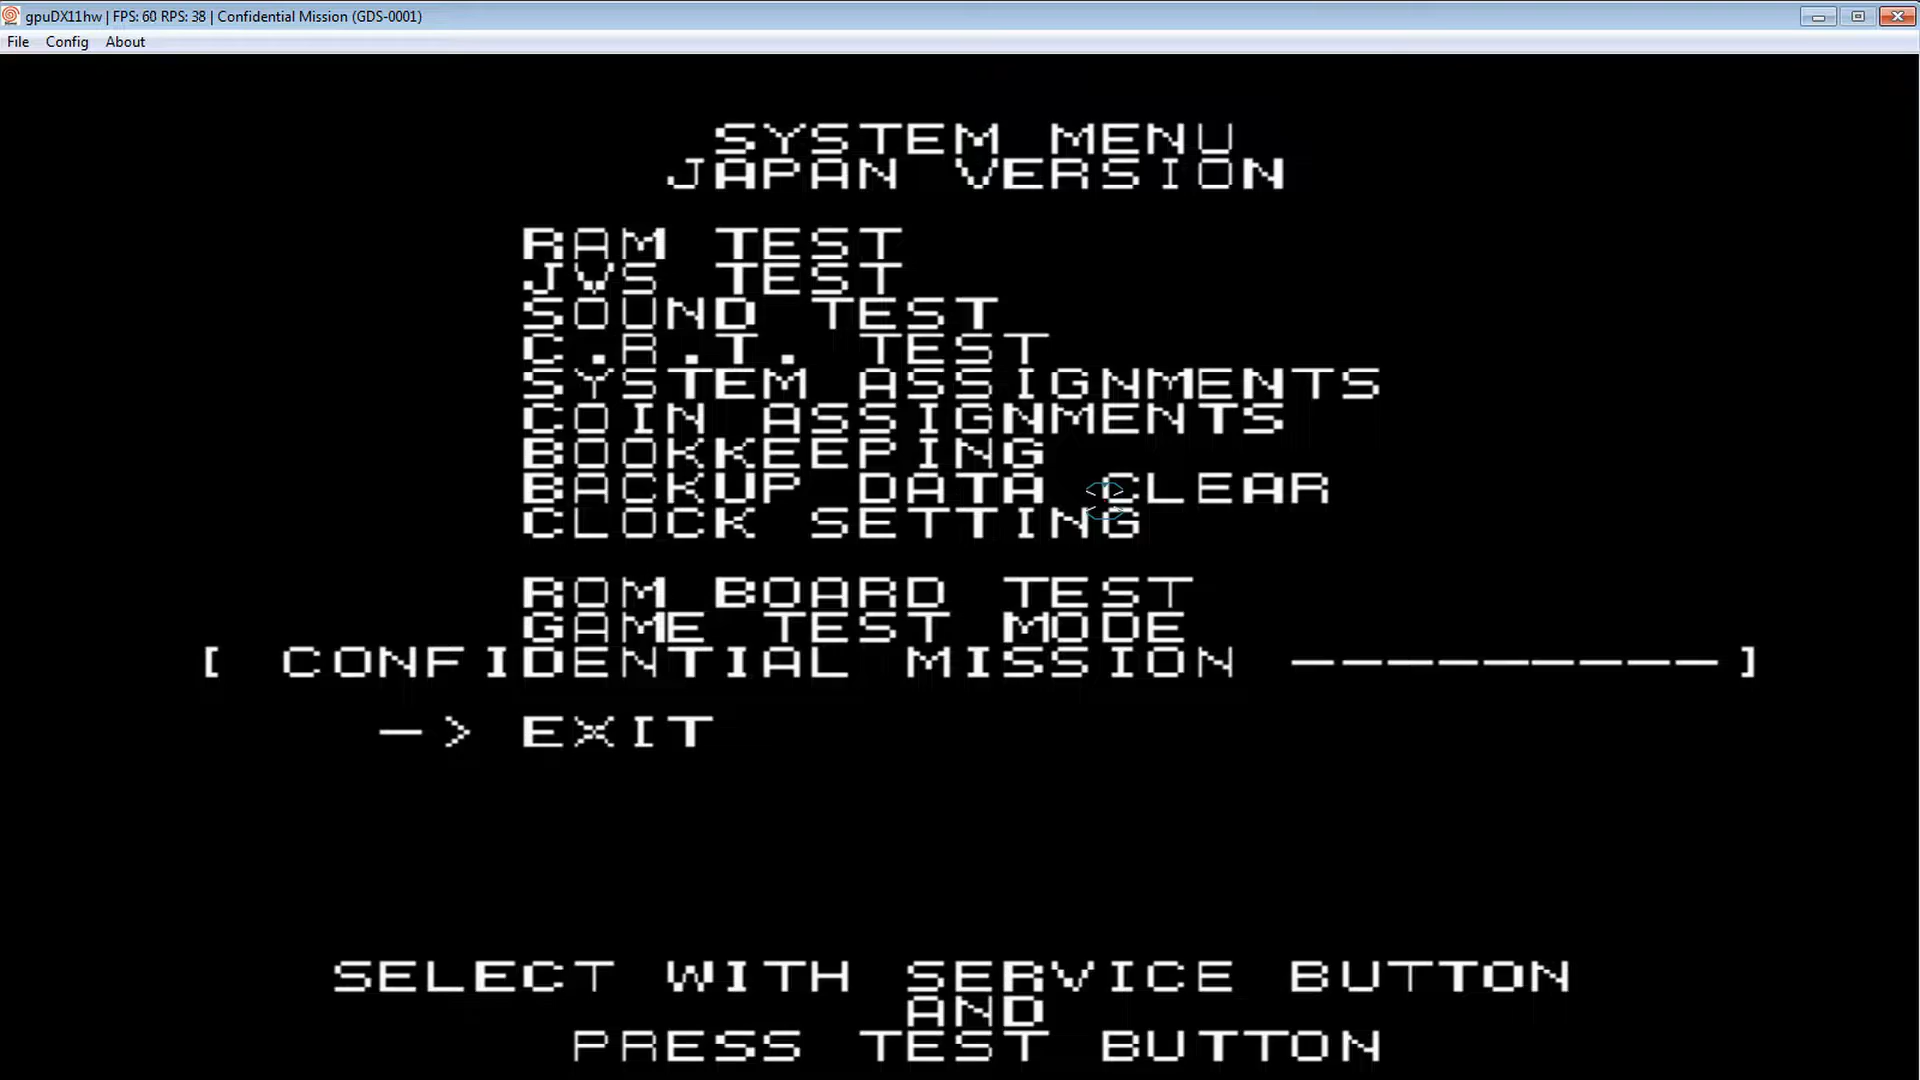 gpuDX11hw | FPS: 60 RPS: 38 | Confidential Mission (GDS-0001)
File Config About
SYSTEM MENU
JAPAN VERSION
RAM TEST
JVS TEST
SOUND TEST
C.R.T. TEST
SYSTEM ASSIGNMENTS
COIN ASSIGNMENTS
BOOKKEEPING
BACKUP DATA CLEAR
CLOCK SETTING
ROM BOARD TEST
GAME TEST MODE
[ CONFIDENTIAL MISSION ---------]
-> EXIT
SELECT WITH SERVICE BUTTON
AND
PRESS TEST BUTTON